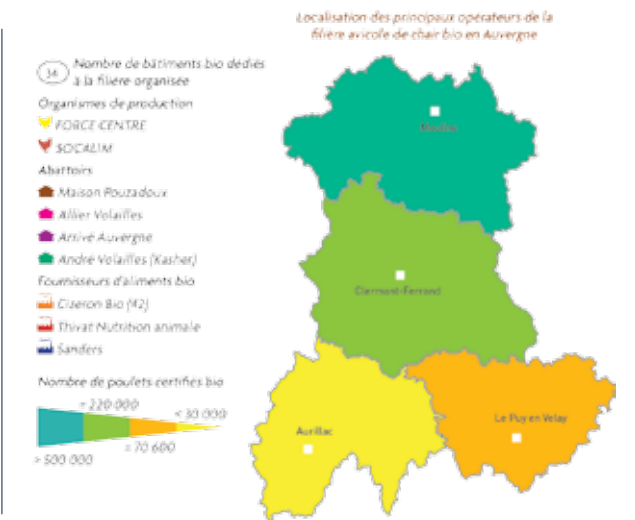 Localisation des principaux opérateurs de la
filière avicole de chair bio en Auvergne
34 Nombre de bâtiments bio dédiés
à la filière organisée
Organismes de production
FORCE CENTRE
SOCALIM
Abattoirs
Maison Pouzadoux
Allier Volailles
Arrivé Auvergne
André Volailles (Kasher)
Fournisseurs d'aliments bio
Cizeron Bio (42)
Thivat Nutrition animale
Sanders
Nombre de poulets certifiés bio
= 220 000
< 30 000
= 70 600
> 500 000
Moulins
Clermont-Ferrand
Aurillac
Le Puy en Velay